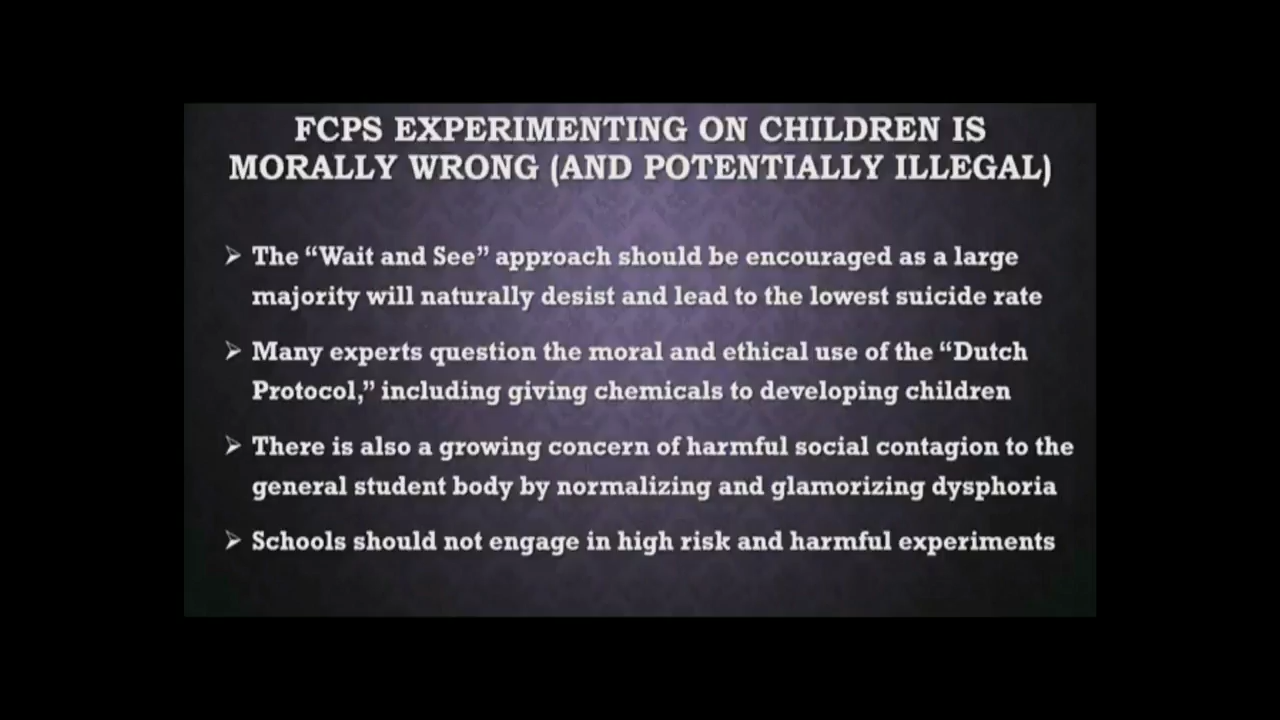 FCPS EXPERIMENTING ON CHILDREN IS
MORALLY WRONG (AND POTENTIALLY ILLEGAL)
➢ The “Wait and See” approach should be encouraged as a large
majority will naturally desist and lead to the lowest suicide rate
➢ Many experts question the moral and ethical use of the “Dutch
Protocol,” including giving chemicals to developing children
➢ There is also a growing concern of harmful social contagion to the
general student body by normalizing and glamorizing dysphoria
➢ Schools should not engage in high risk and harmful experiments